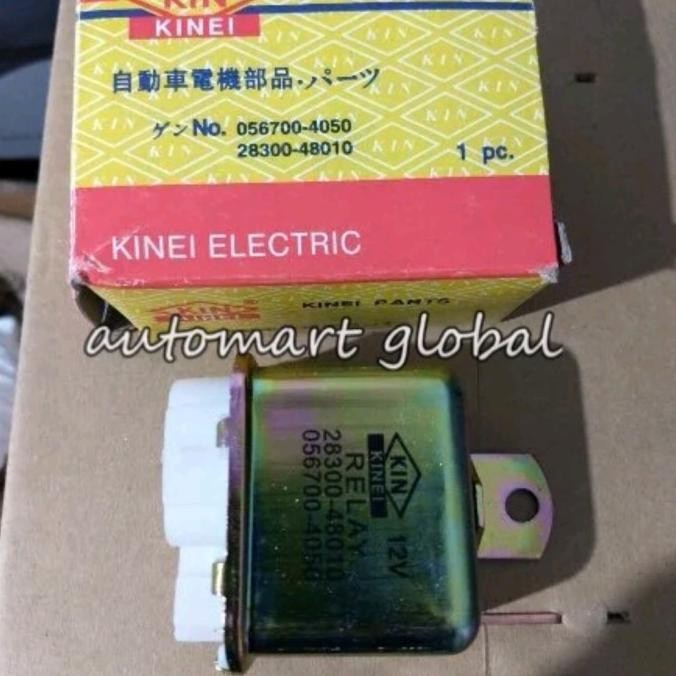 KIN
KINEI
自動車電機部品・パーツ
ゲンNo. 056700-4050
28300-48010
1 pc.
KINEI ELECTRIC
KINEI PARTS
automart global
KIN
KINEI
12V
RELAY
28300-48010
056700-4050